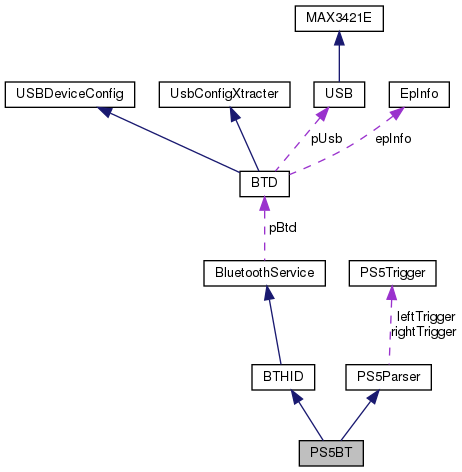 MAX3421E
USBDeviceConfig
UsbConfigXtracter
USB
EpInfo
pUsb
epInfo
BTD
pBtd
BluetoothService
PS5Trigger
leftTrigger
rightTrigger
BTHID
PS5Parser
PS5BT